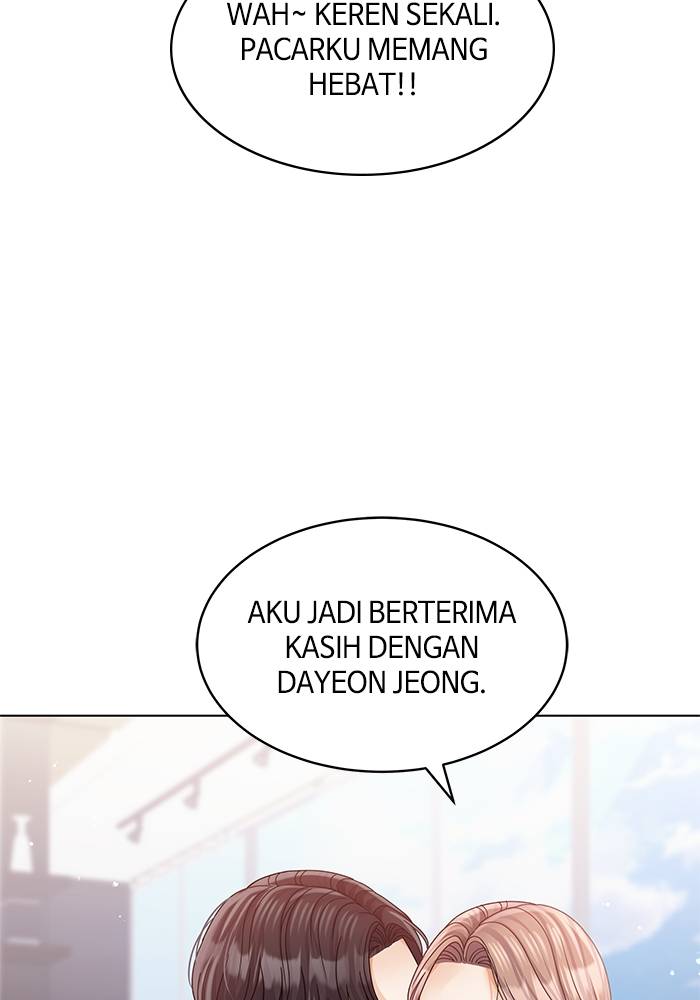 WAH~ KEREN SEKALI.
PACARKU MEMANG
HEBAT!!
AKU JADI BERTERIMA
KASIH DENGAN
DAYEON JEONG.